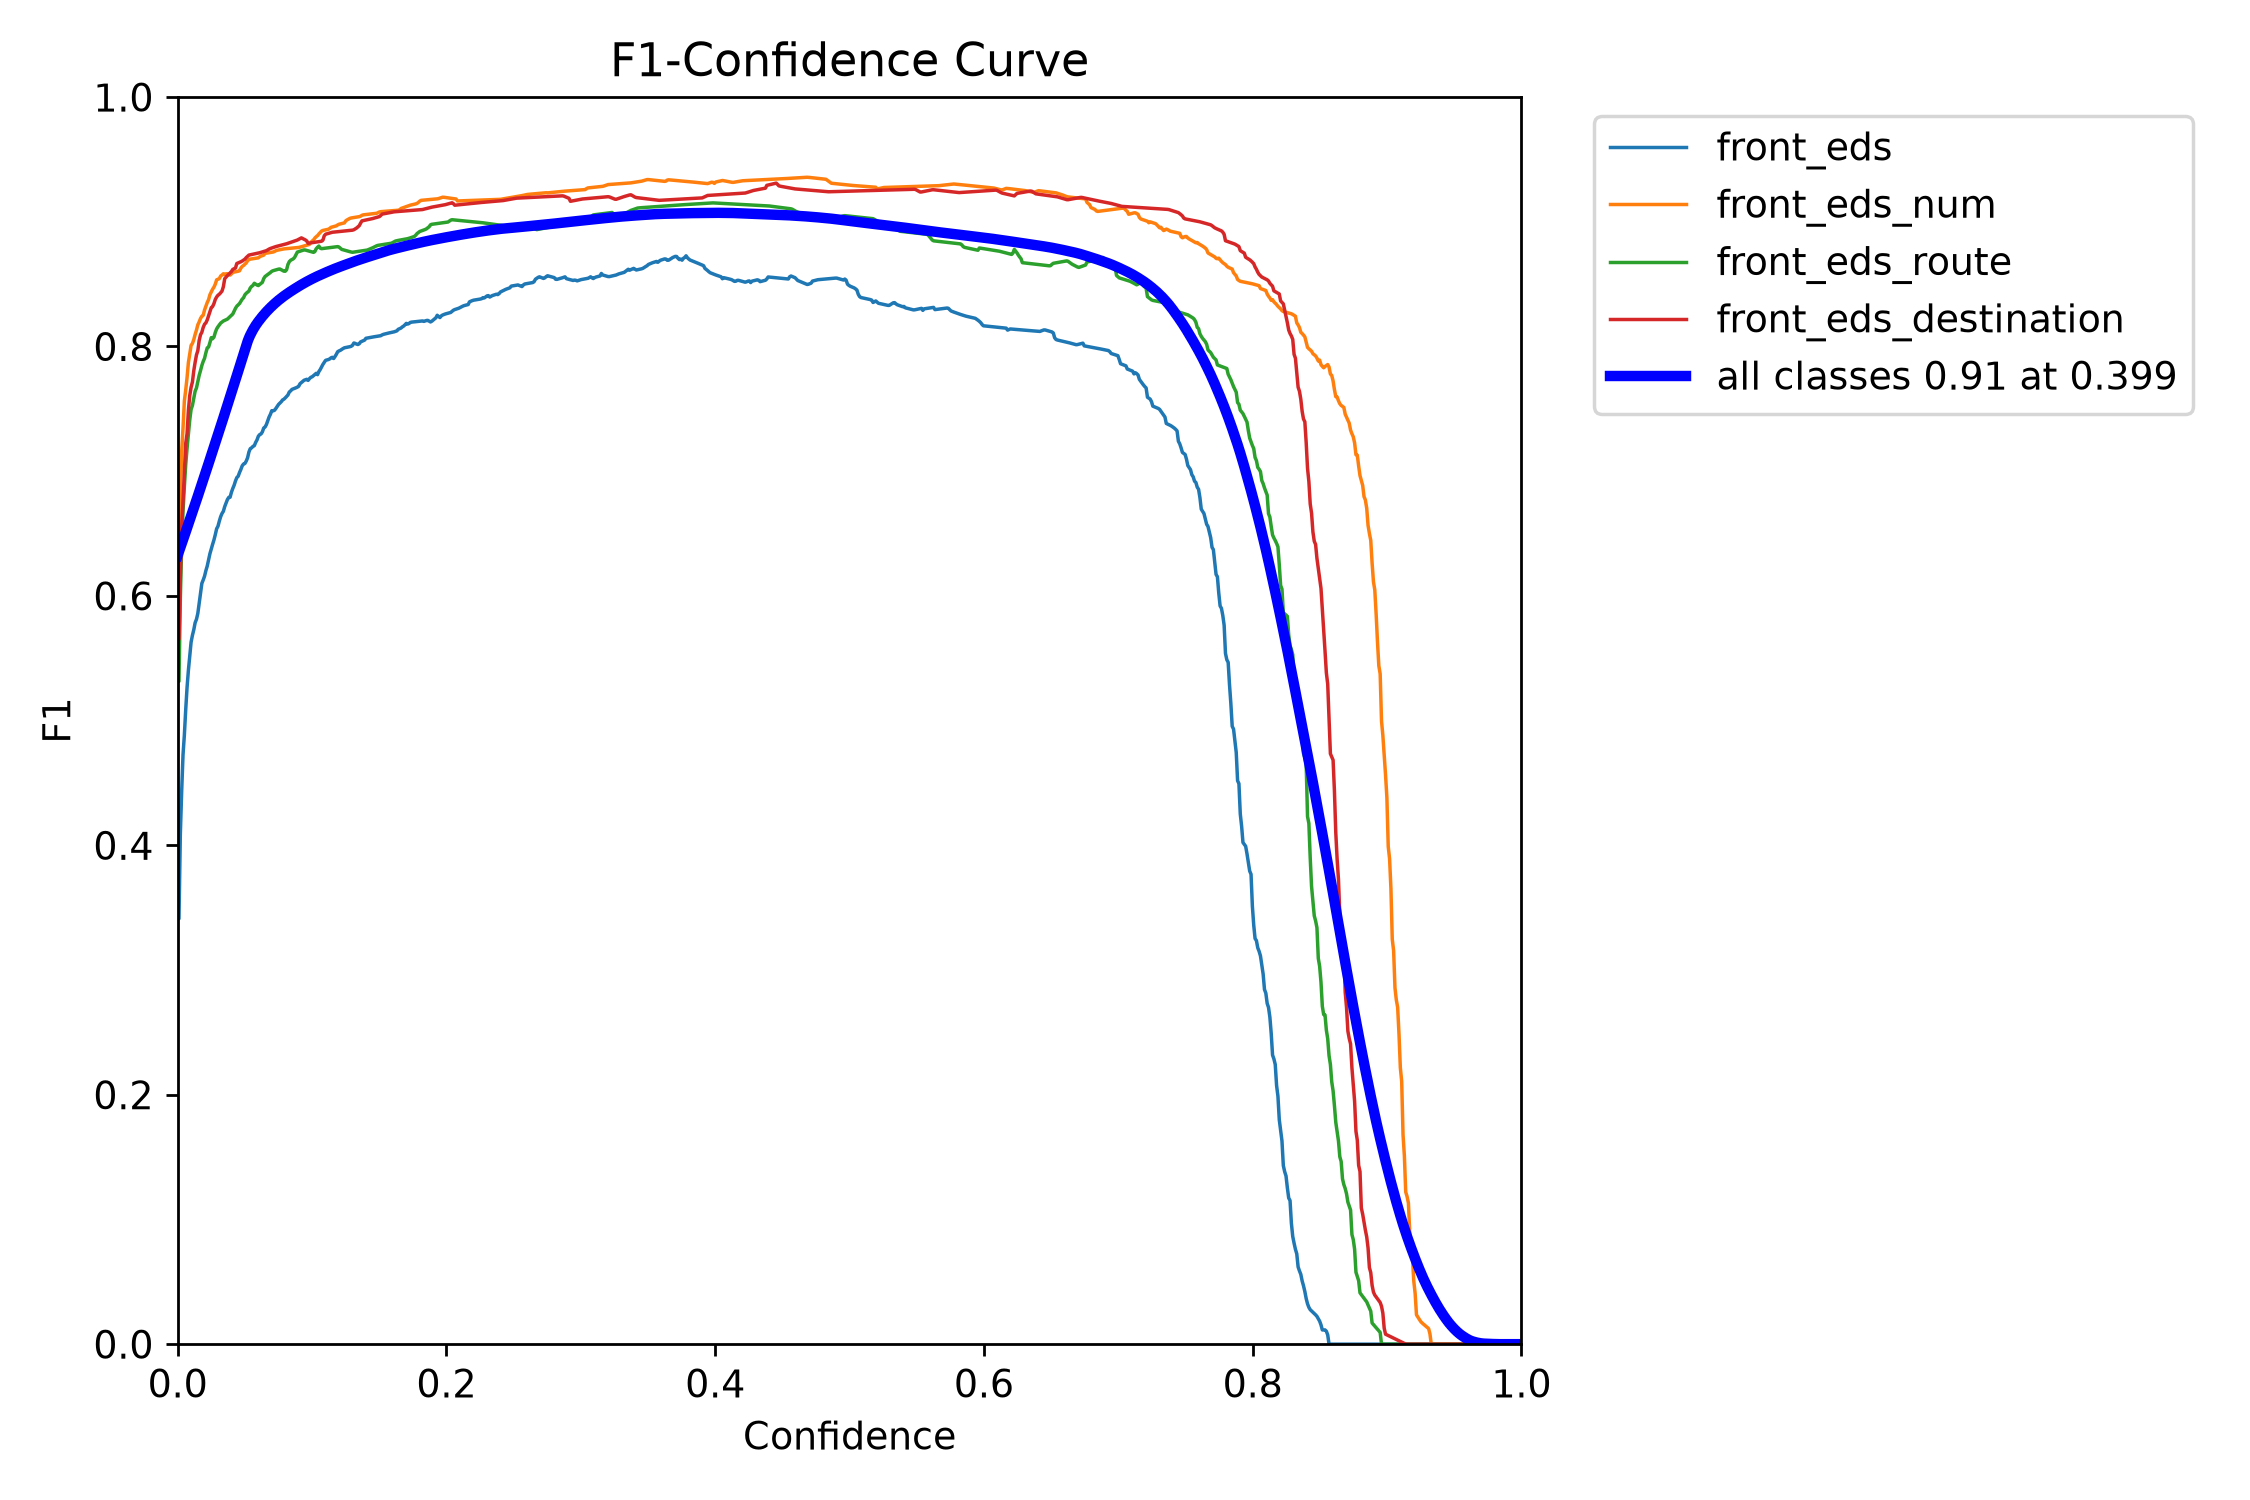 F1-Confidence Curve
1.0
0.8
0.6
0.4
0.2
0.0
F1
0.0 0.2 0.4 0.6 0.8 1.0
Confidence
front_eds
front_eds_num
front_eds_route
front_eds_destination
all classes 0.91 at 0.399